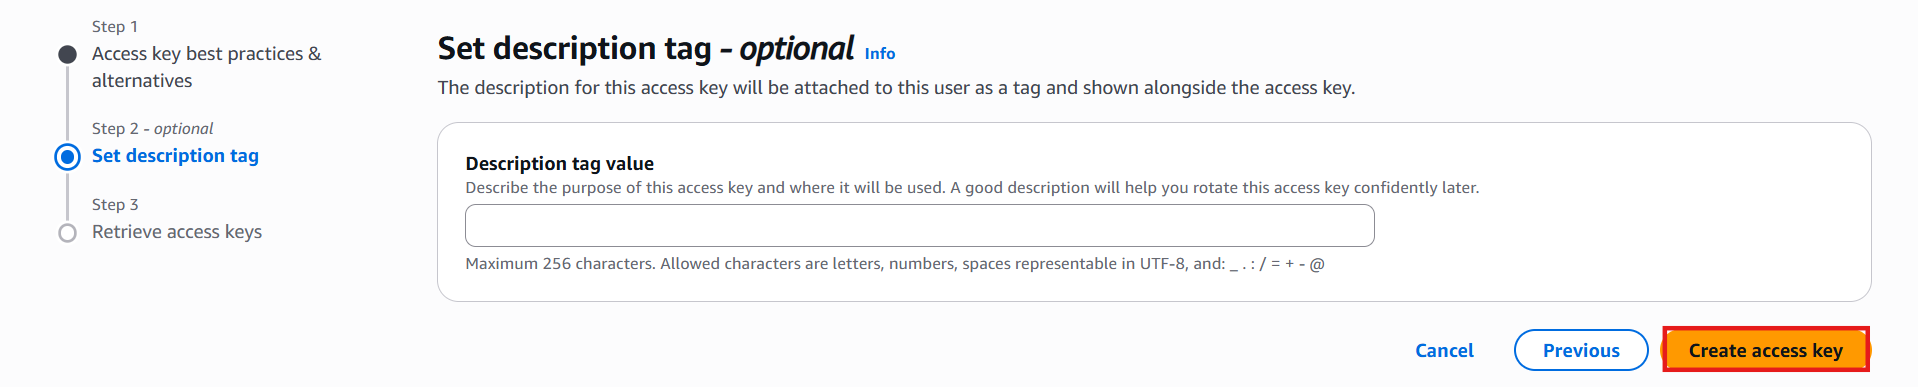 Step 1
Access key best practices &
alternatives
Step 2 - optional
Set description tag
Step 3
Retrieve access keys
Set description tag - optional Info
The description for this access key will be attached to this user as a tag and shown alongside the access key.
Description tag value
Describe the purpose of this access key and where it will be used. A good description will help you rotate this access key confidently later.
Maximum 256 characters. Allowed characters are letters, numbers, spaces representable in UTF-8, and: _ . : / = + - @
Cancel Previous Create access key